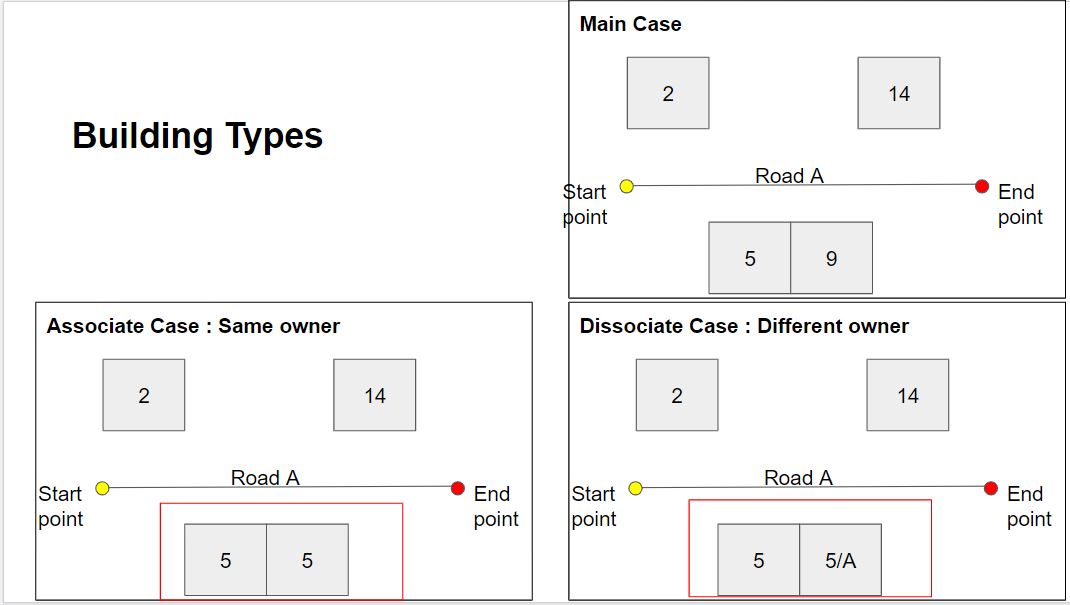 Building Types
Main Case
2
14
Road A
Start
point
End
point
5
9
Associate Case : Same owner
2
14
Road A
Start
point
End
point
5
5
Dissociate Case : Different owner
2
14
Road A
Start
point
End
point
5
5/A